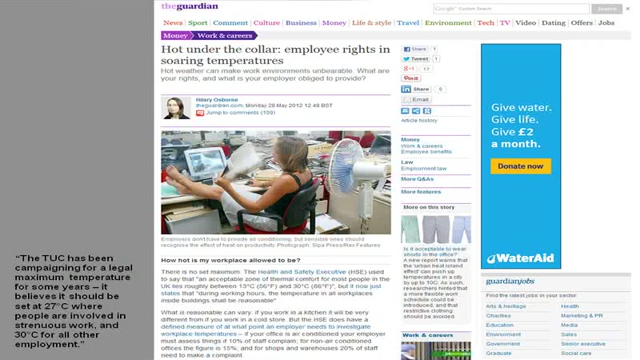 theguardian
Google Custom Search
Search
News Sport Comment Culture Business Money Life & style Travel Environment Tech TV Video Dating Offers Jobs
Money Work & careers
Hot under the collar: employee rights in
soaring temperatures
Hot weather can make work environments unbearable. What are
your rights, and what is your employer obliged to provide?
Hilary Osborne
theguardian.com, Monday 28 May 2012 12.48 BST
Jump to comments (109)
Share
Tweet
Pin it
Share 0
Email
Article history
Money
Work & careers
Employee benefits
Law
Employment law
More Q&As
More features
More on this story
Is it acceptable to wear
shorts in the office?
A new report warns that
the 'urban heat island
effect' can push up
temperatures in a city
by up to 10C. As such,
researchers hinted that
a more flexible work
schedule could be
introduced, and that
restrictive clothing
should be worded
Work & careers
Employers don't have to provide air conditioning, but sensible ones should
recognise the effect of heat on productivity. Photograph: Sipa Press/Rex Features
How hot is my workplace allowed to be?
There is no set maximum. The Health and Safety Executive (HSE) used
to say that "an acceptable zone of thermal comfort for most people in the
UK lies roughly between 13°C (56°F) and 30°C (86°F)", but it now just
states that "during working hours, the temperature in all workplaces
inside buildings shall be reasonable"
What is reasonable can vary. If you work in a kitchen it will be very
different from if you work in a cold store. But the HSE does have a
defined measure of at what point an employer needs to investigate
workplace temperatures – if your office is air conditioned your employer
must assess things if 10% of staff complain; for non-air conditioned
offices the figure is 15%, and for shops and warehouses 20% of staff
need to make a complaint
Give water.
Give life.
Give £2
a month.
Donate now
WaterAid
guardianjobs
Find the latest jobs in your sector:
Arts & heritage Health
Charities Marketing & PR
Education Media
Environment Sales
Government Senior executive
"The TUC has been
campaigning for a legal
maximum temperature
for some years – it
believes it should be
set at 27°C where
people are involved in
strenuous work, and
30°C for all other
employment."